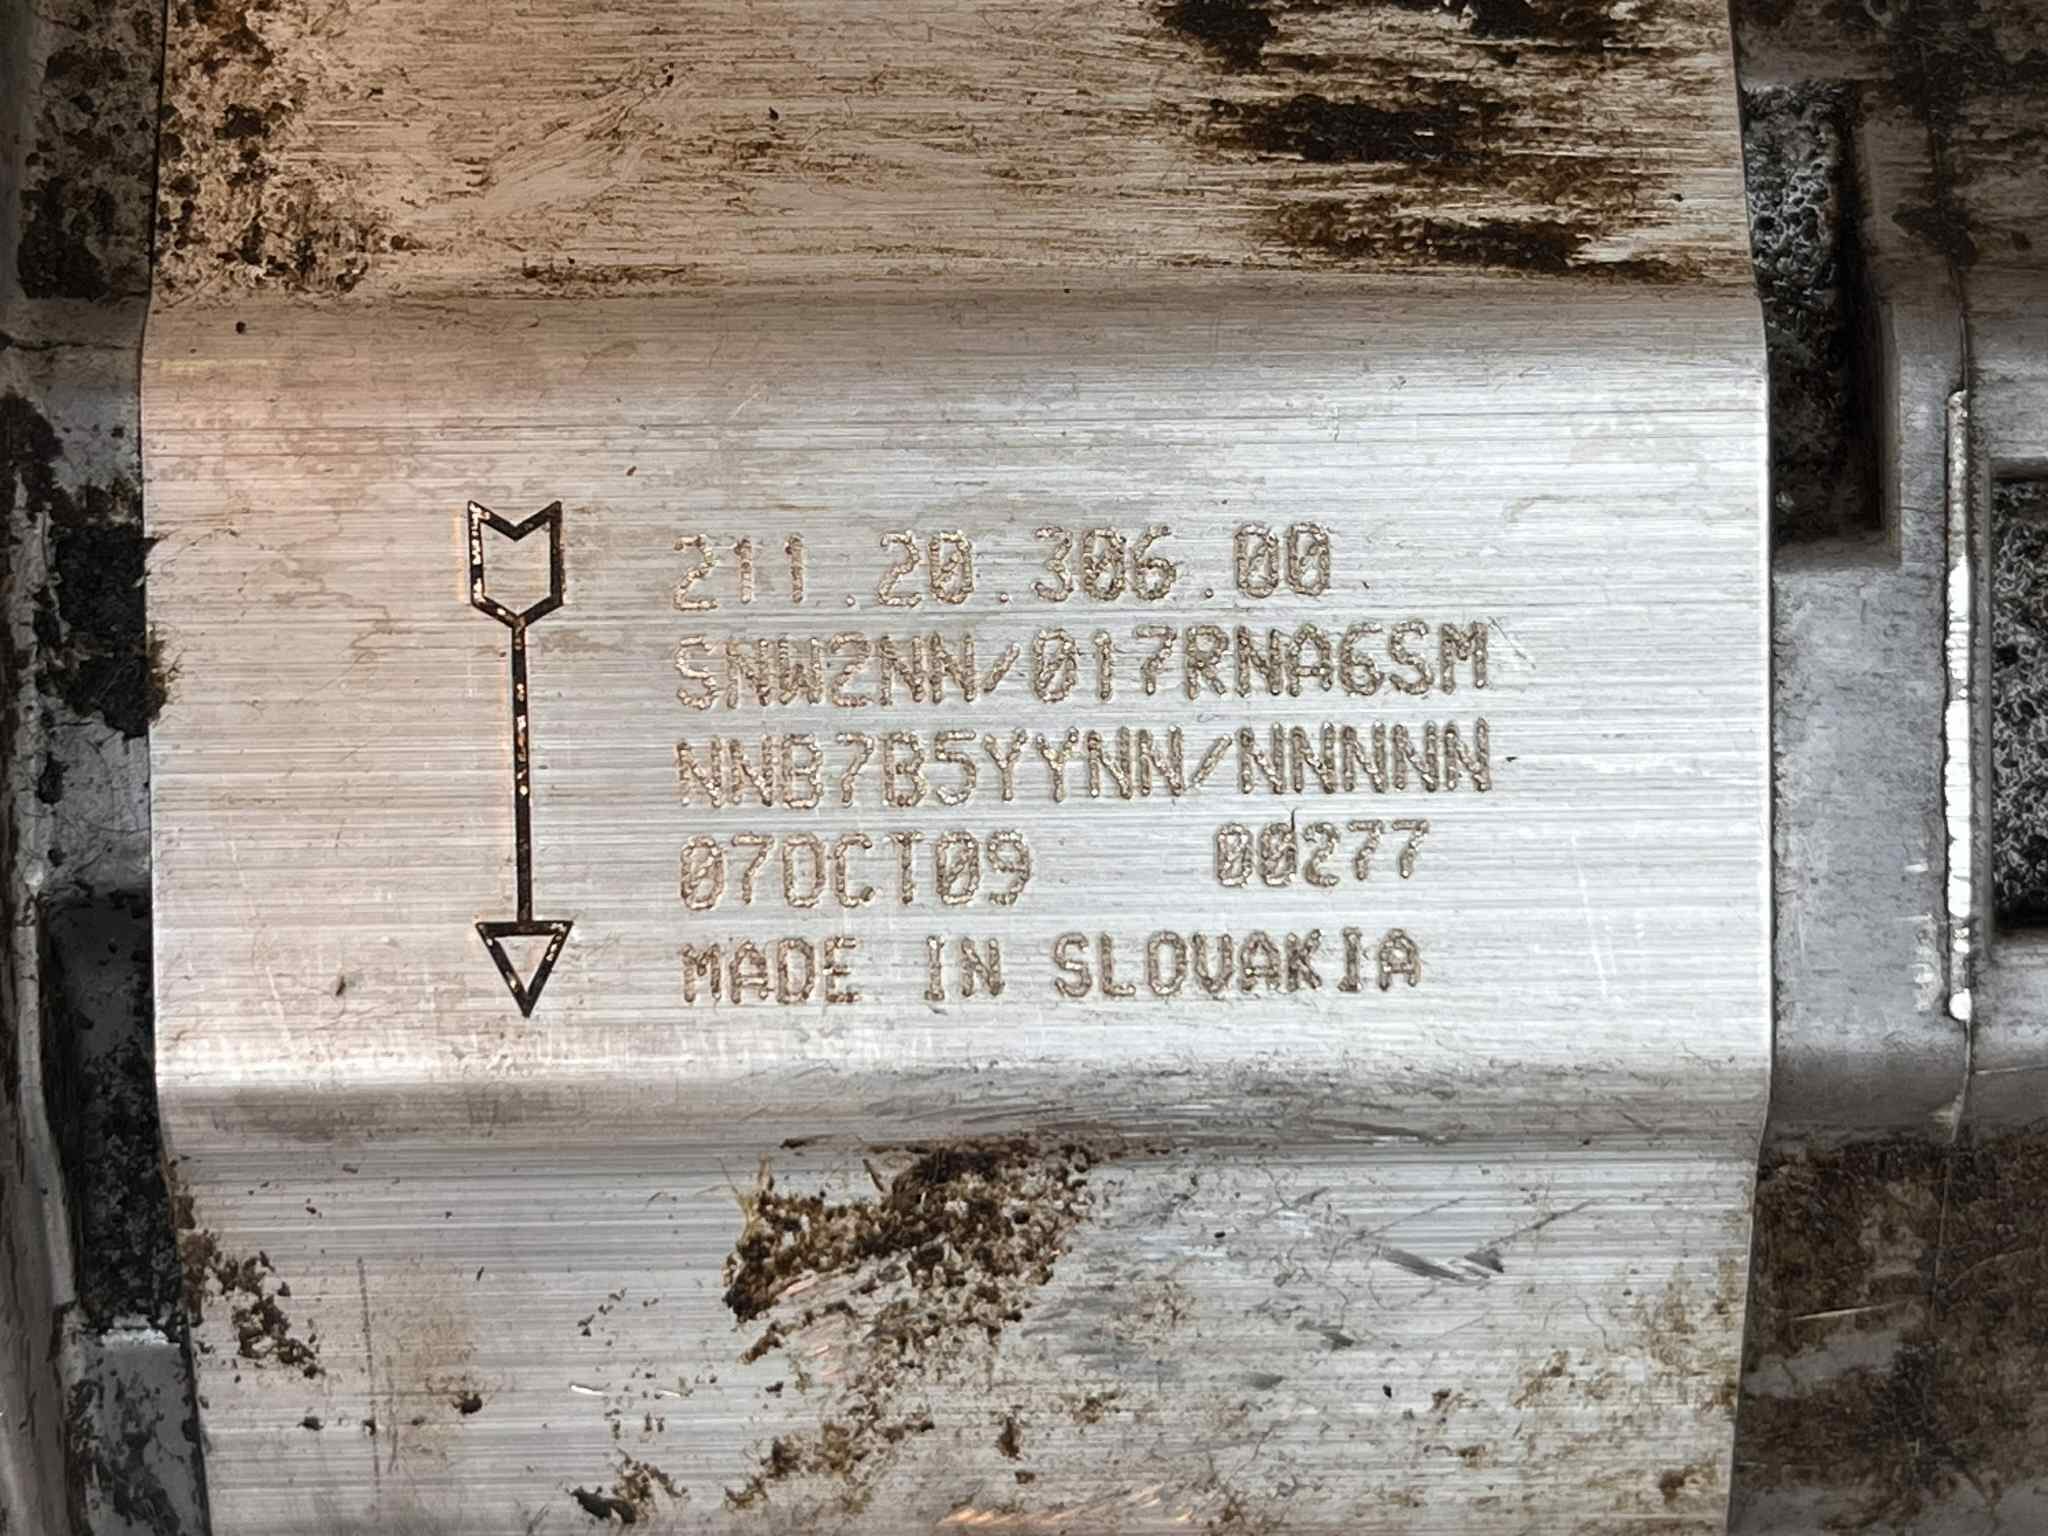 211.20.306.00
SNW2NN/017RNA6SM
NNB7B5YYNN/NNNNN
07OCT09 00277
MADE IN SLOVAKIA